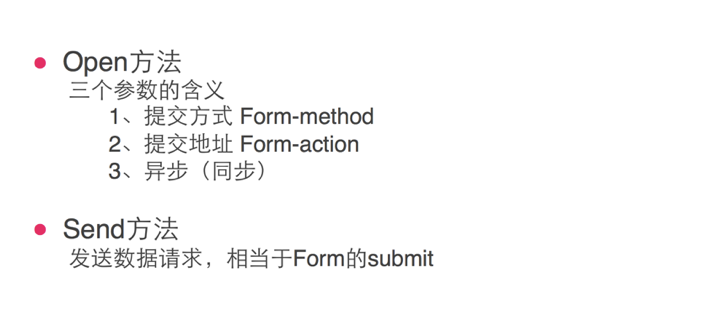 Open方法
三个参数的含义
1、提交方式 Form-method
2、提交地址 Form-action
3、异步（同步）
Send方法
发送数据请求，相当于Form的submit